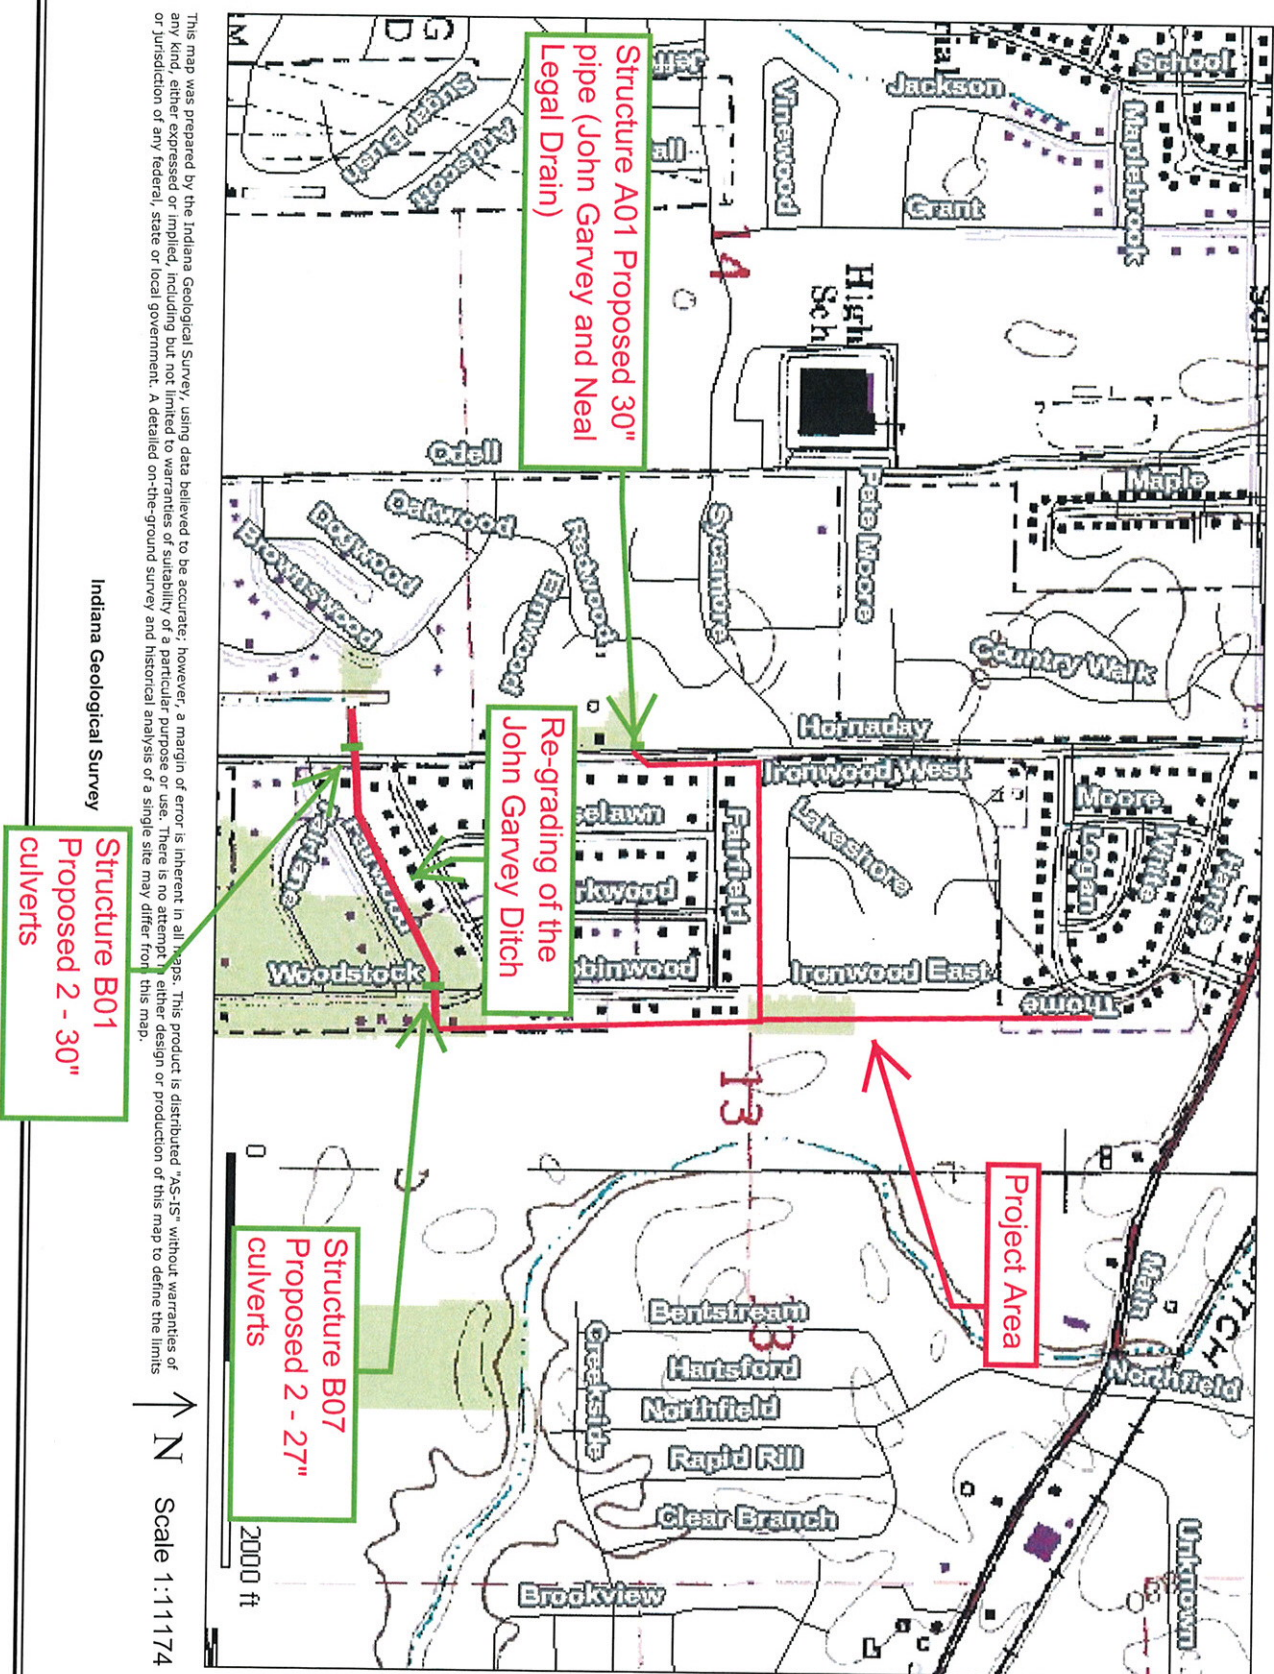 School
Jackson
Maplebrook
Vinewood
Grant
Sugar Bush
Andscott
Structure A01 Proposed 30"
pipe (John Garvey and Neal
Legal Drain)
14
High
Sch
Sch
Odell
Pete Moore
Maple
Oakwood
Dogwood
Brownswood
Redwood
Elmwood
Sycamore
Country Walk
Hornaday
Ironwood West
Moore
Logan
White
Harts
Lakeshore
Fairfield
Re-grading of the
John Garvey Ditch
Woodstock
Ironwood East
Thorne
13
Project Area
Main
Northfield
Bentstream
Hartsford
Northfield
Rapid Rill
Clear Branch
Creekside
Brookview
Unknown
Structure B01
Proposed 2 - 30"
culverts
Structure B07
Proposed 2 - 27"
culverts
0
2000 ft
This map was prepared by the Indiana Geological Survey, using data believed to be accurate; however, a margin of error is inherent in all maps. This product is distributed "AS-IS" without warranties of
any kind, either expressed or implied, including but not limited to warranties of suitability of a particular purpose or use. There is no attempt in either design or production of this map to define the limits
or jurisdiction of any federal, state or local government. A detailed on-the-ground survey and historical analysis of a single site may differ from this map.
N
Scale 1:11174
Indiana Geological Survey